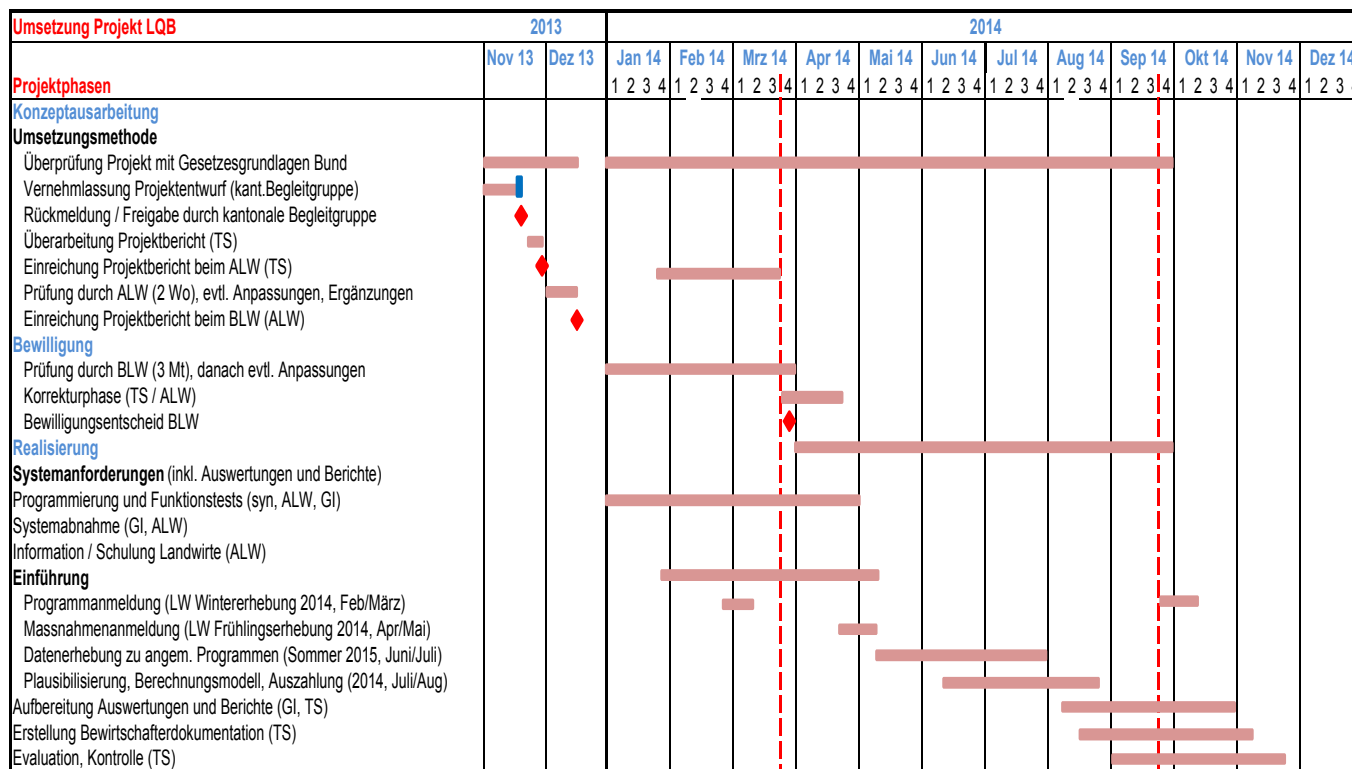 Umsetzung Projekt LQB 2013 2014
Nov 13 Dez 13 Jan 14 Feb 14 Mrz 14 Apr 14 Mai 14 Jun 14 Jul 14 Aug 14 Sep 14 Okt 14 Nov 14 Dez 14
Projektphasen 1 2 3 4 1 2 3 4 1 2 3 4 1 2 3 4 1 2 3 4 1 2 3 4 1 2 3 4 1 2 3 4 1 2 3 4 1 2 3 4 1 2 3 4 1 2 3 4
Konzeptausarbeitung
Umsetzungsmethode
Überprüfung Projekt mit Gesetzesgrundlagen Bund
Vernehmlassung Projektentwurf (kant.Begleitgruppe)
Rückmeldung / Freigabe durch kantonale Begleitgruppe
Überarbeitung Projektbericht (TS)
Einreichung Projektbericht beim ALW (TS)
Prüfung durch ALW (2 Wo), evtl. Anpassungen, Ergänzungen
Einreichung Projektbericht beim BLW (ALW)
Bewilligung
Prüfung durch BLW (3 Mt), danach evtl. Anpassungen
Korrekturphase (TS / ALW)
Bewilligungsentscheid BLW
Realisierung
Systemanforderungen (inkl. Auswertungen und Berichte)
Programmierung und Funktionstests (syn, ALW, GI)
Systemabnahme (GI, ALW)
Information / Schulung Landwirte (ALW)
Einführung
Programmanmeldung (LW Wintererhebung 2014, Feb/März)
Massnahmenanmeldung (LW Frühlingserhebung 2014, Apr/Mai)
Datenerhebung zu angem. Programmen (Sommer 2015, Juni/Juli)
Plausibilisierung, Berechnungsmodell, Auszahlung (2014, Juli/Aug)
Aufbereitung Auswertungen und Berichte (GI, TS)
Erstellung Bewirtschafterdokumentation (TS)
Evaluation, Kontrolle (TS)